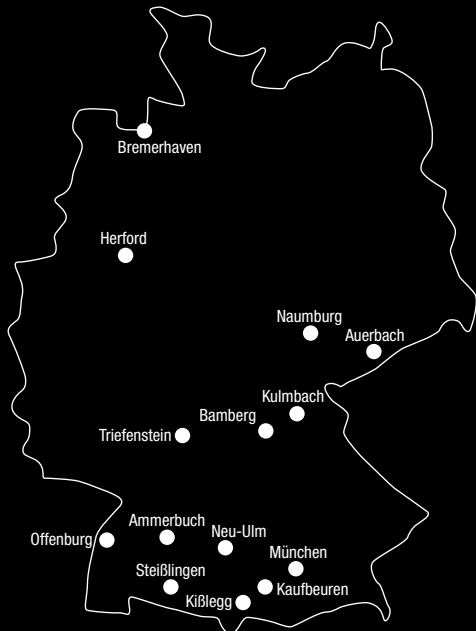 Bremerhaven
Herford
Naumburg
Auerbach
Kulmbach
Bamberg
Triefenstein
Offenburg
Ammerbuch
Neu-Ulm
München
Steißlingen
Kaufbeuren
Kißlegg